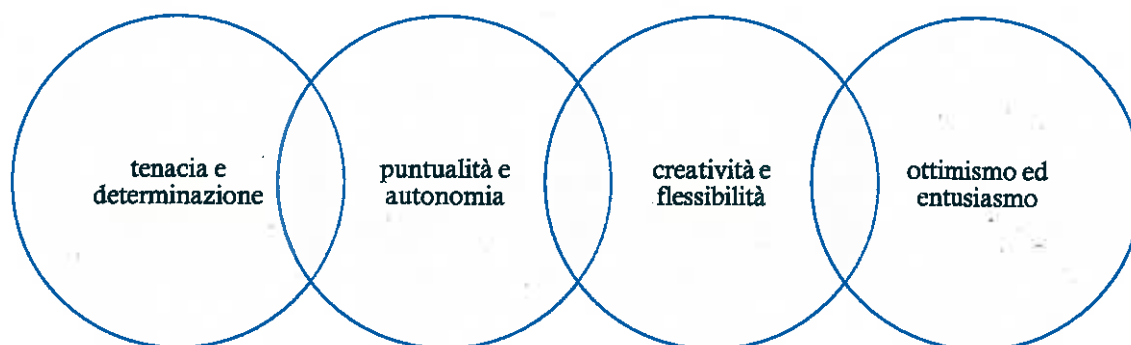 tenacia e
determinazione
puntualità e
autonomia
creatività e
flessibilità
ottimismo ed
entusiasmo